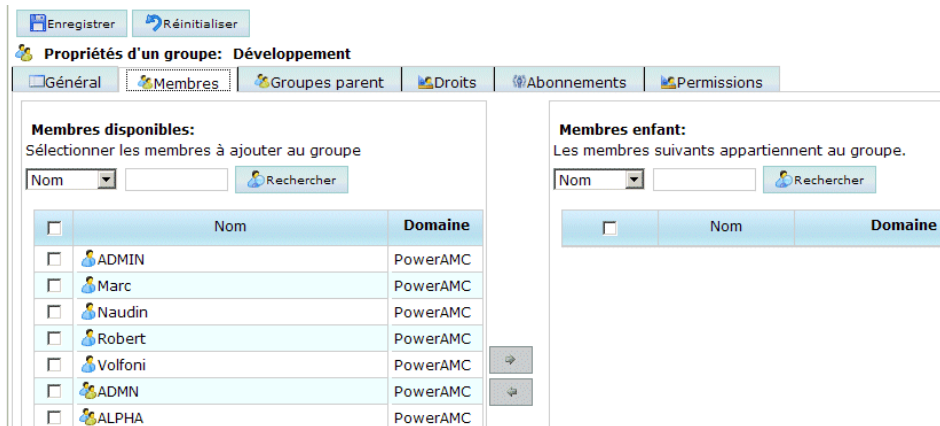 Enregistrer Réinitialiser
Propriétés d'un groupe: Développement
Général Membres Groupes parent Droits Abonnements Permissions
Membres disponibles:
Sélectionner les membres à ajouter au groupe
Nom Rechercher
Nom Domaine
ADMIN PowerAMC
Marc PowerAMC
Naudin PowerAMC
Robert PowerAMC
Volfoni PowerAMC
ADMN PowerAMC
ALPHA PowerAMC
Membres enfant:
Les membres suivants appartiennent au groupe.
Nom Rechercher
Nom Domaine